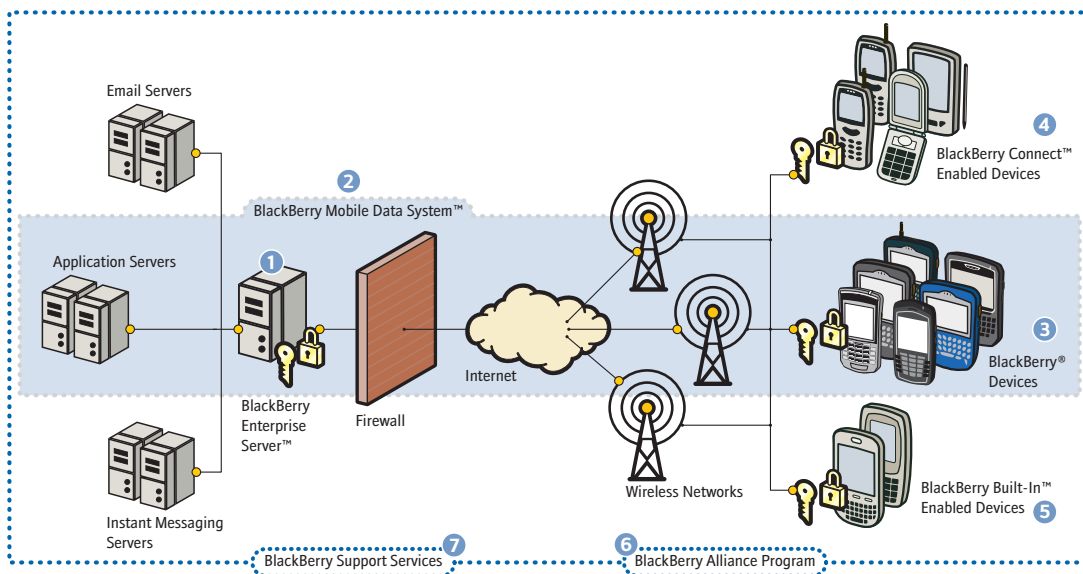 Email Servers
4
BlackBerry Connect™
Enabled Devices
2
BlackBerry Mobile Data System™
Application Servers
1
3
BlackBerry®
Devices
Internet
BlackBerry
Enterprise
Server™
Firewall
Wireless Networks
BlackBerry Built-In™
Enabled Devices
5
Instant Messaging
Servers
7
BlackBerry Support Services
6
BlackBerry Alliance Program